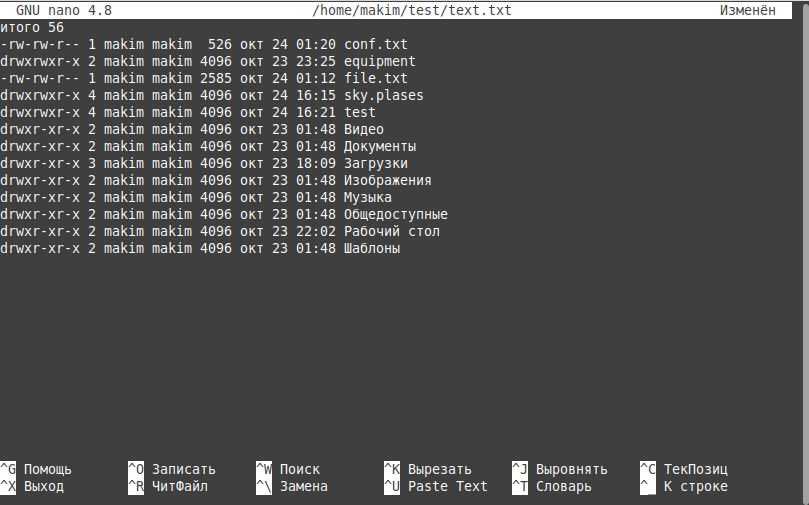 GNU nano 4.8 /home/makim/test/text.txt Изменён
итого 56
-rw-rw-r-- 1 makim makim  526 окт 24 01:20 conf.txt
drwxrwxr-x 2 makim makim 4096 окт 23 23:25 equipment
-rw-rw-r-- 1 makim makim 2585 окт 24 01:12 file.txt
drwxrwxr-x 4 makim makim 4096 окт 24 16:15 sky.plases
drwxrwxr-x 4 makim makim 4096 окт 24 16:21 test
drwxr-xr-x 2 makim makim 4096 окт 23 01:48 Видео
drwxr-xr-x 2 makim makim 4096 окт 23 01:48 Документы
drwxr-xr-x 3 makim makim 4096 окт 23 18:09 Загрузки
drwxr-xr-x 2 makim makim 4096 окт 23 01:48 Изображения
drwxr-xr-x 2 makim makim 4096 окт 23 01:48 Музыка
drwxr-xr-x 2 makim makim 4096 окт 23 01:48 Общедоступные
drwxr-xr-x 2 makim makim 4096 окт 23 22:02 Рабочий стол
drwxr-xr-x 2 makim makim 4096 окт 23 01:48 Шаблоны
^G Помощь ^O Записать ^W Поиск ^K Вырезать ^J Выровнять ^C ТекПозиц
^X Выход ^R ЧитФайл ^\ Замена ^U Paste Text ^T Словарь ^_ К строке